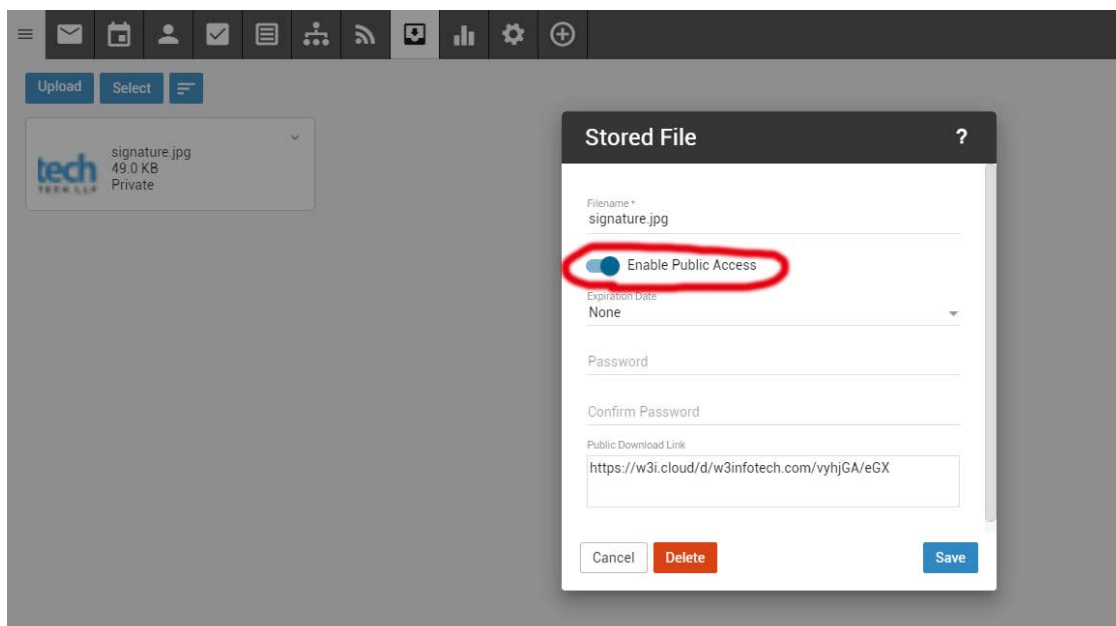 Upload
Select
tech
signature.jpg
49.0 KB
Private
Stored File
?
Filename *
signature.jpg
Enable Public Access
Expiration Date
None
Password
Confirm Password
Public Download Link
https://w3i.cloud/d/w3infotech.com/vyhjGA/eGX
Cancel
Delete
Save